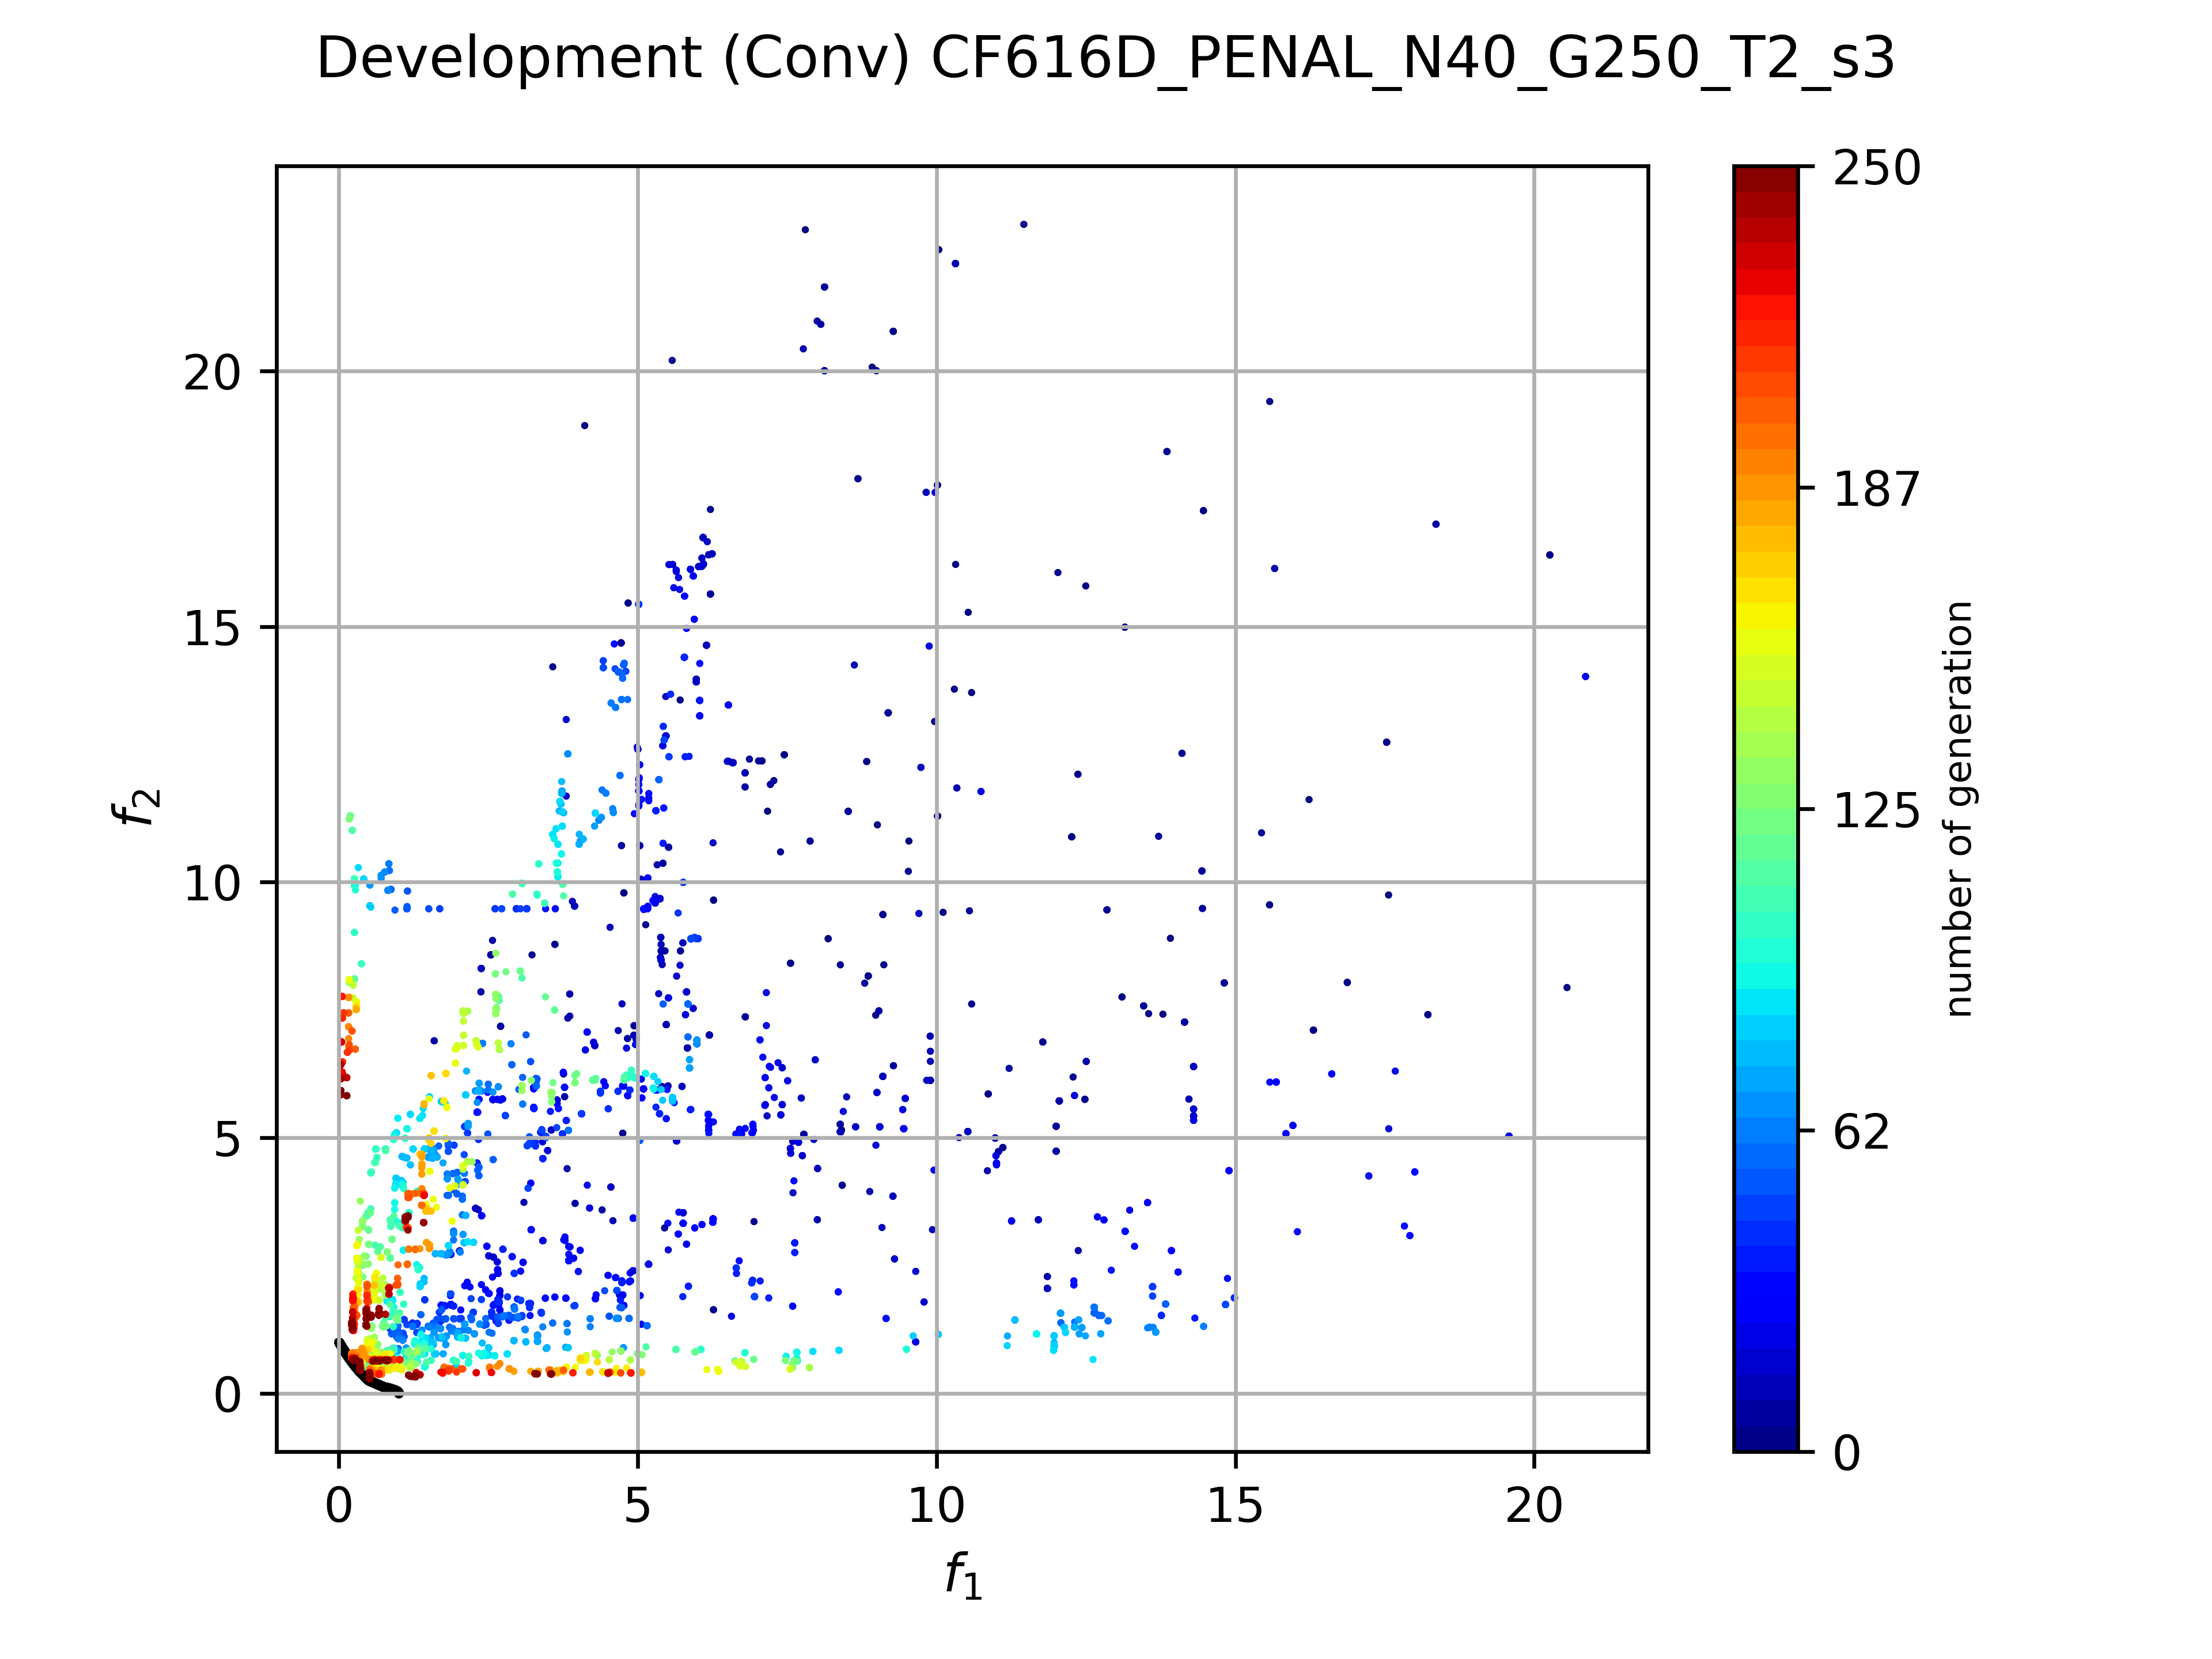 Development (Conv) CF616D_PENAL_N40_G250_T2_s3
20
15
10
5
0
f2
0 5 10 15 20
f1
250
187
125
62
0
number of generation